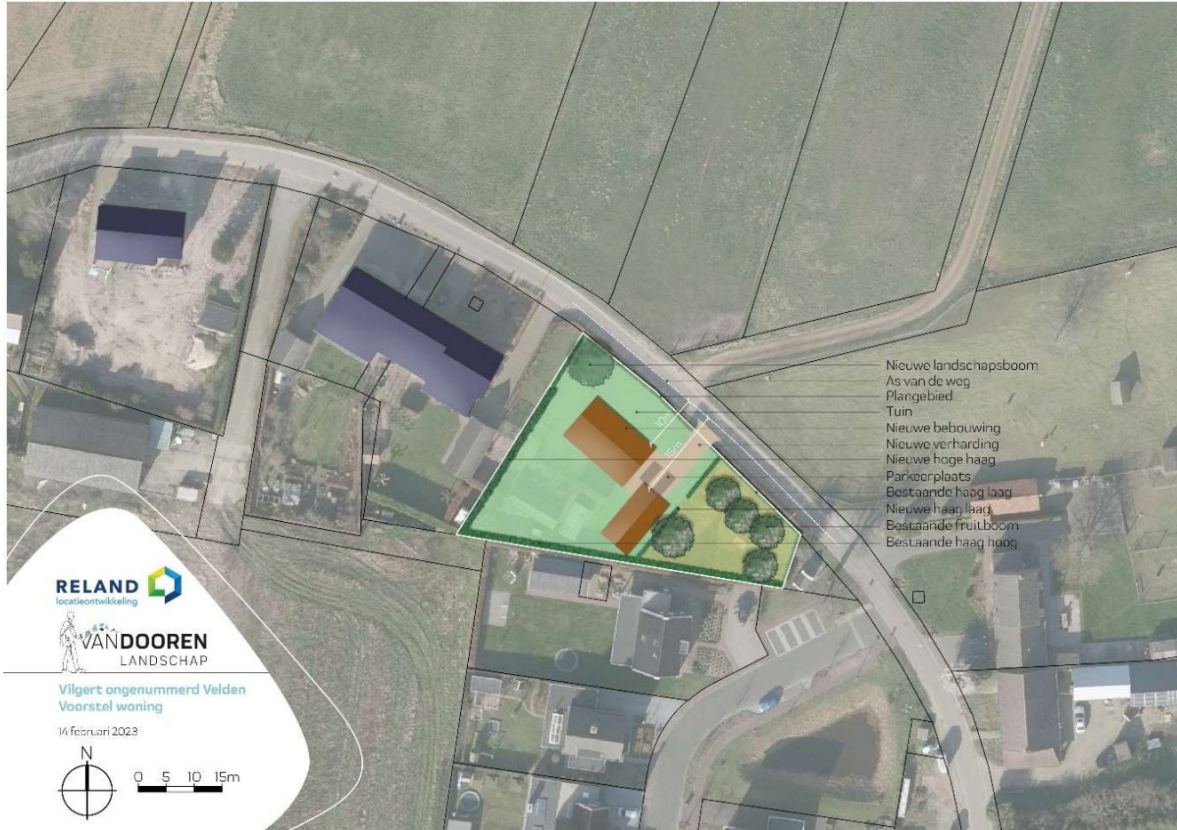 Nieuwe landschapsboom
As van de weg
Plangebied
Tuin
Nieuwe bebouwing
Nieuwe verharding
Nieuwe hoge haag
Parkeerplaats
Bestaande haag laag
Nieuwe haag laag
Bestaande fruitboom
Bestaande haag hoog
10m
15m
RELAND
locatieontwikkeling
VANDOOREN
LANDSCHAP
Vilgert ongenummerd Velden
Voorstel woning
14 februari 2023
N
0 5 10 15m